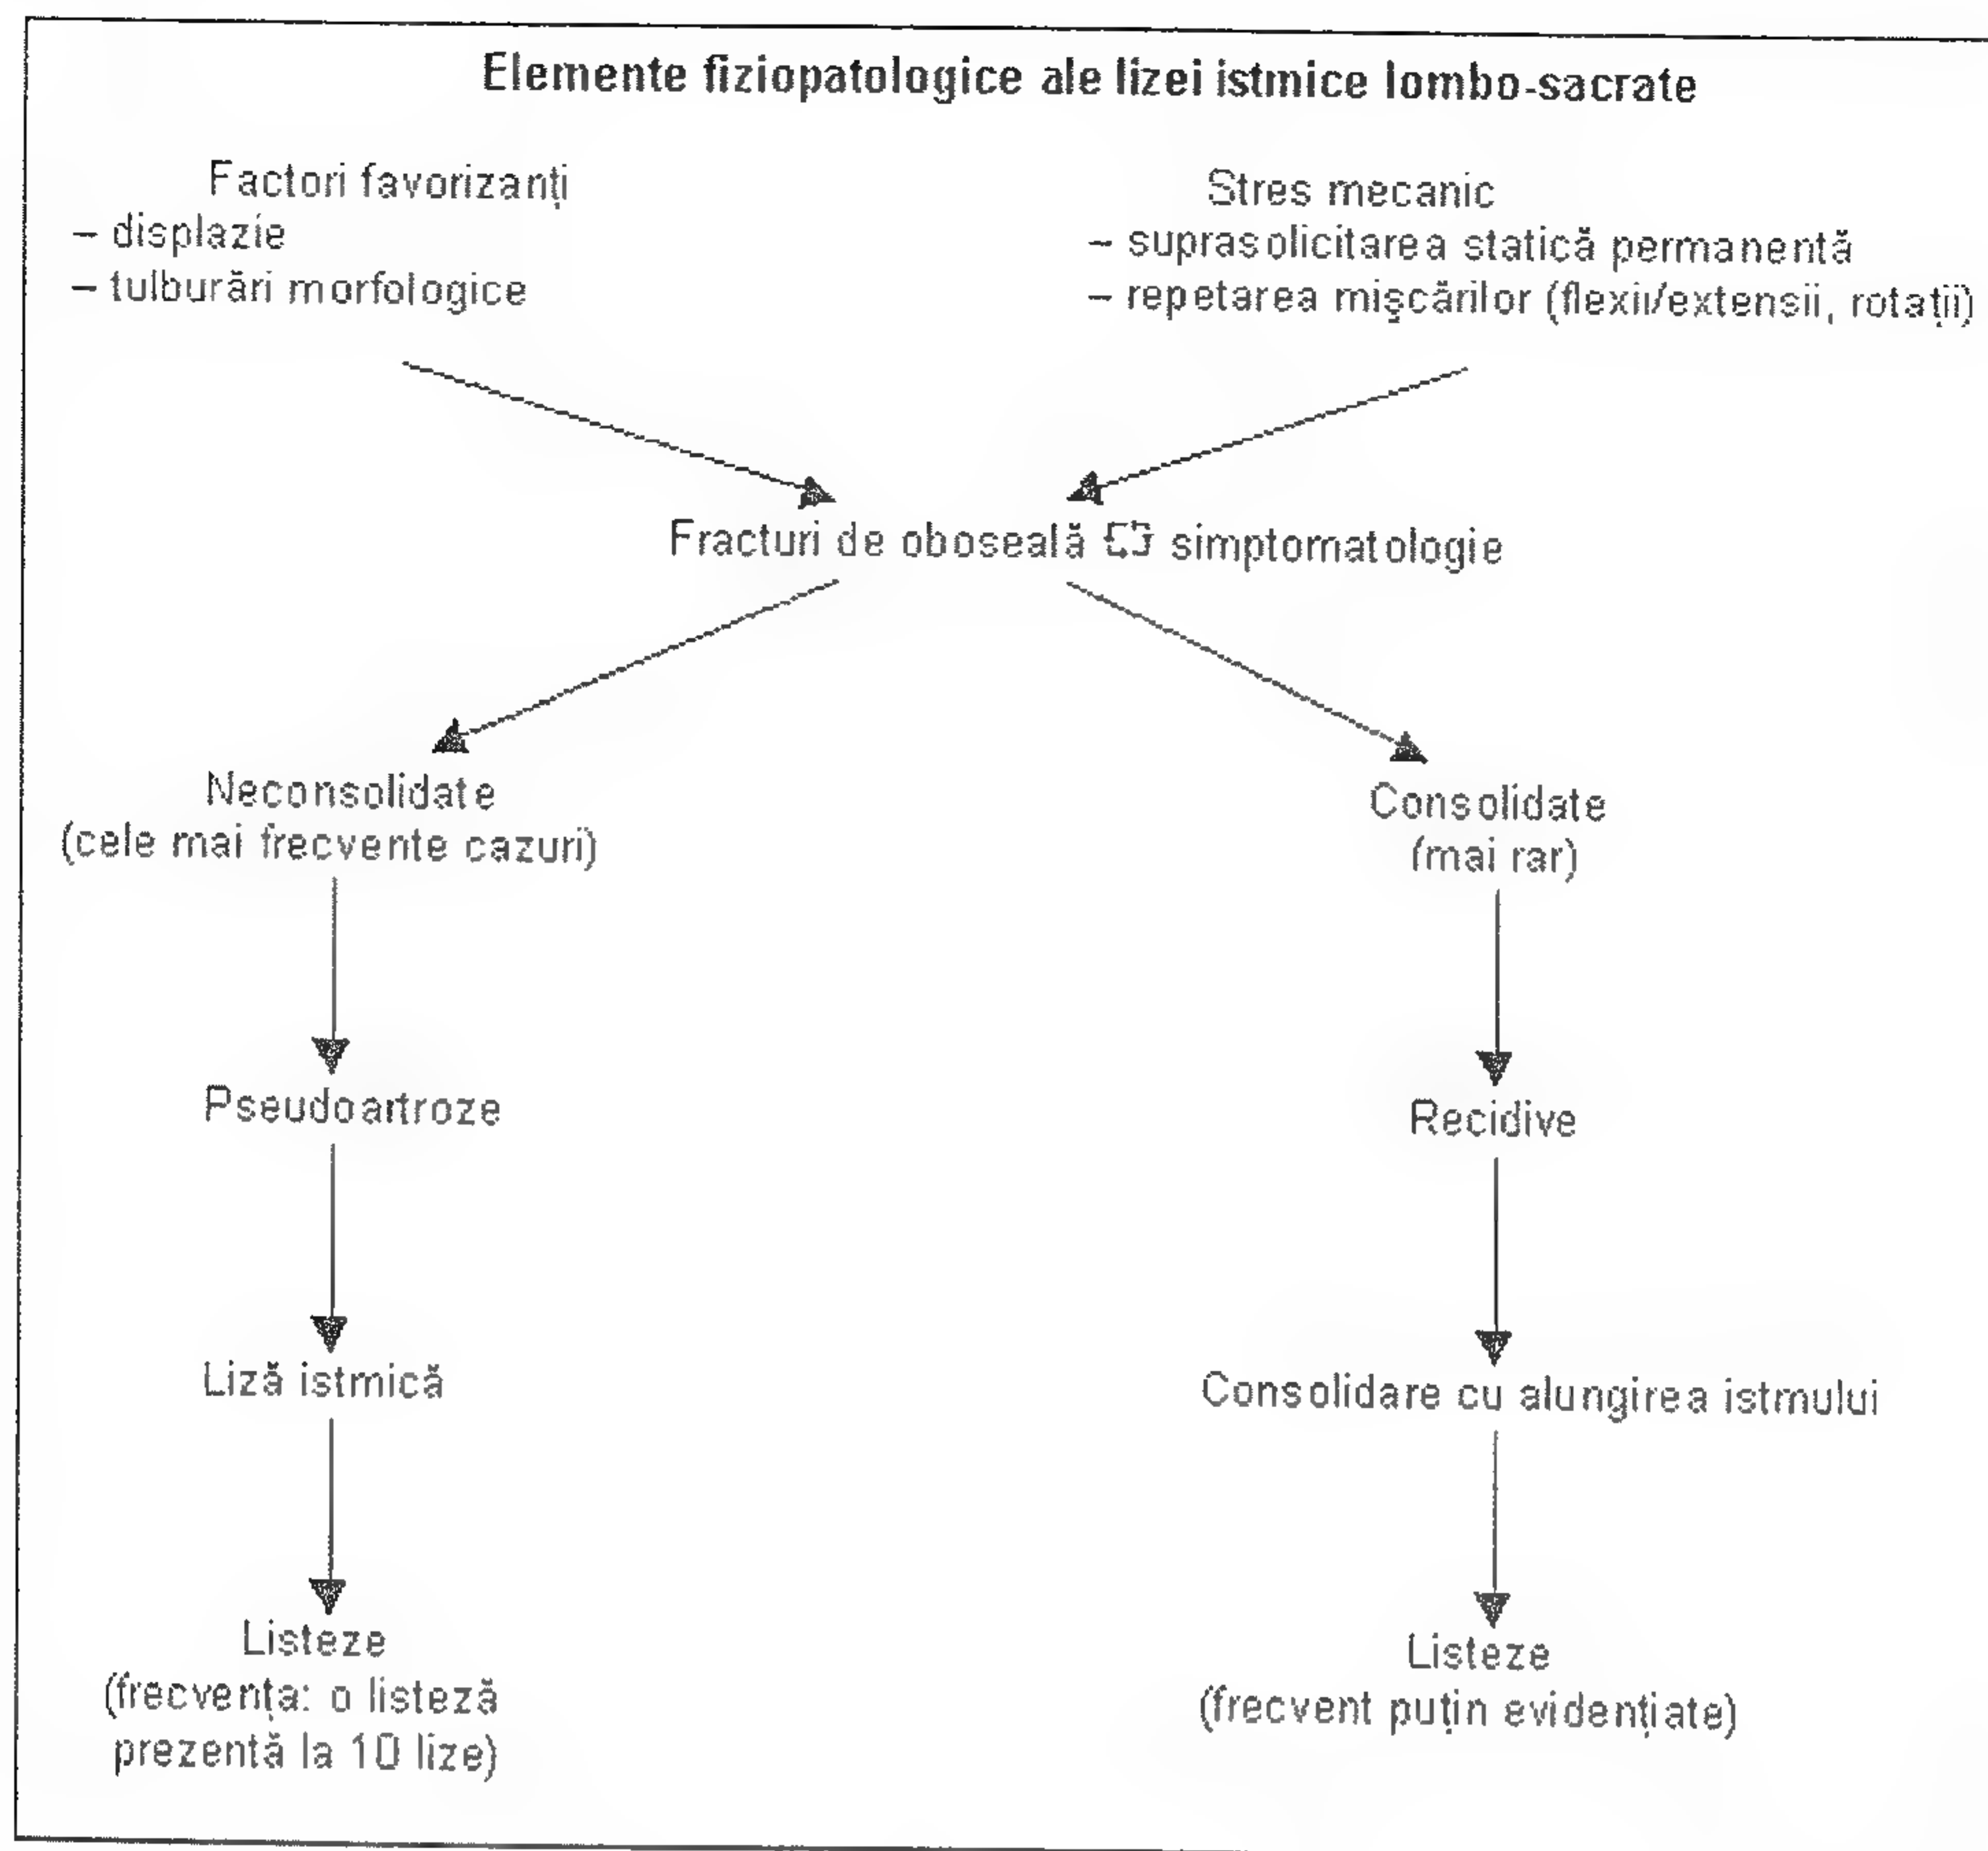 Elemente fiziopatologice ale lizei istmice lombo-sacrate
Factori favorizanți
– displazie
– tulburări morfologice
Stres mecanic
– suprasolicitarea statică permanentă
– repetarea mişcărilor (flexii/extensii, rotații)
Fracturi de oboseală simptomatologie
Neconsolidate
(cele mai frecvente cazuri)
Consolidate
(mai rar)
Pseudoartroze
Recidive
Liză istmică
Consolidare cu alungirea istmului
Listeze
(frecvența: o listeză
prezentă la 10 lize)
Listeze
(frecvent puțin evidențiate)